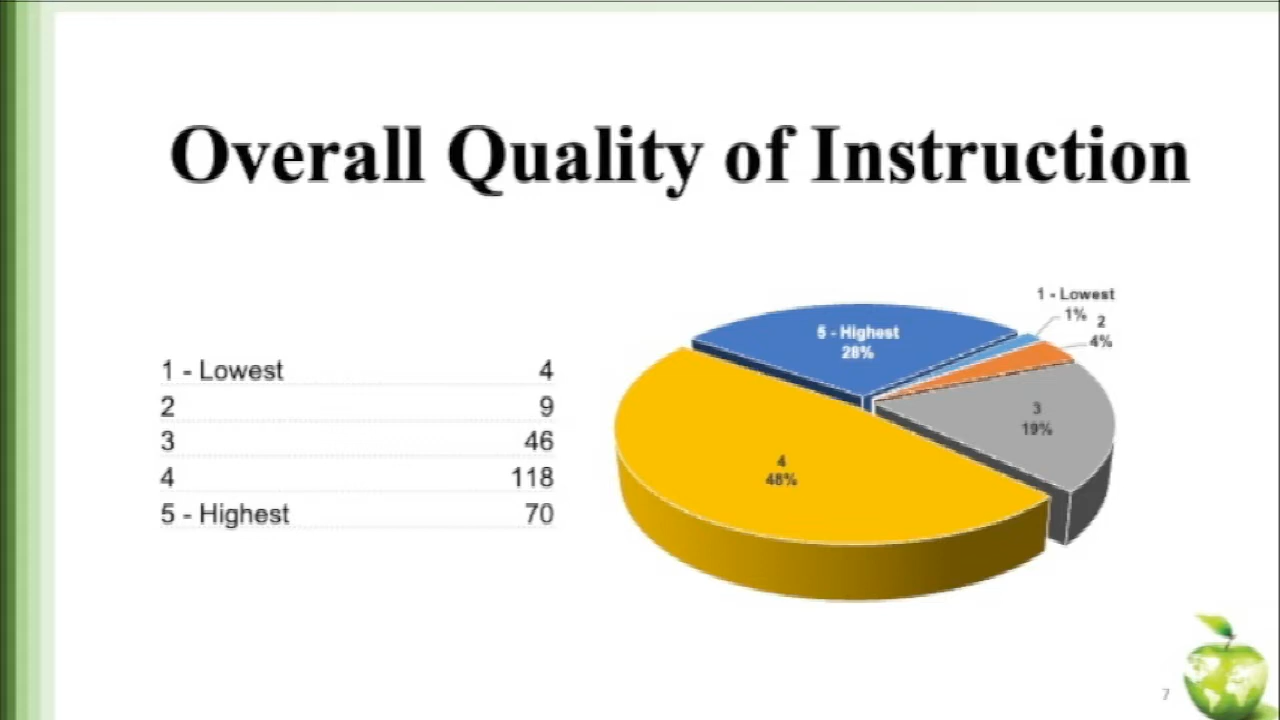 Overall Quality of Instruction
1 - Lowest 4
2 9
3 46
4 118
5 - Highest 70
1 - Lowest
1%
2
4%
5 - Highest
28%
3
19%
4
48%
7